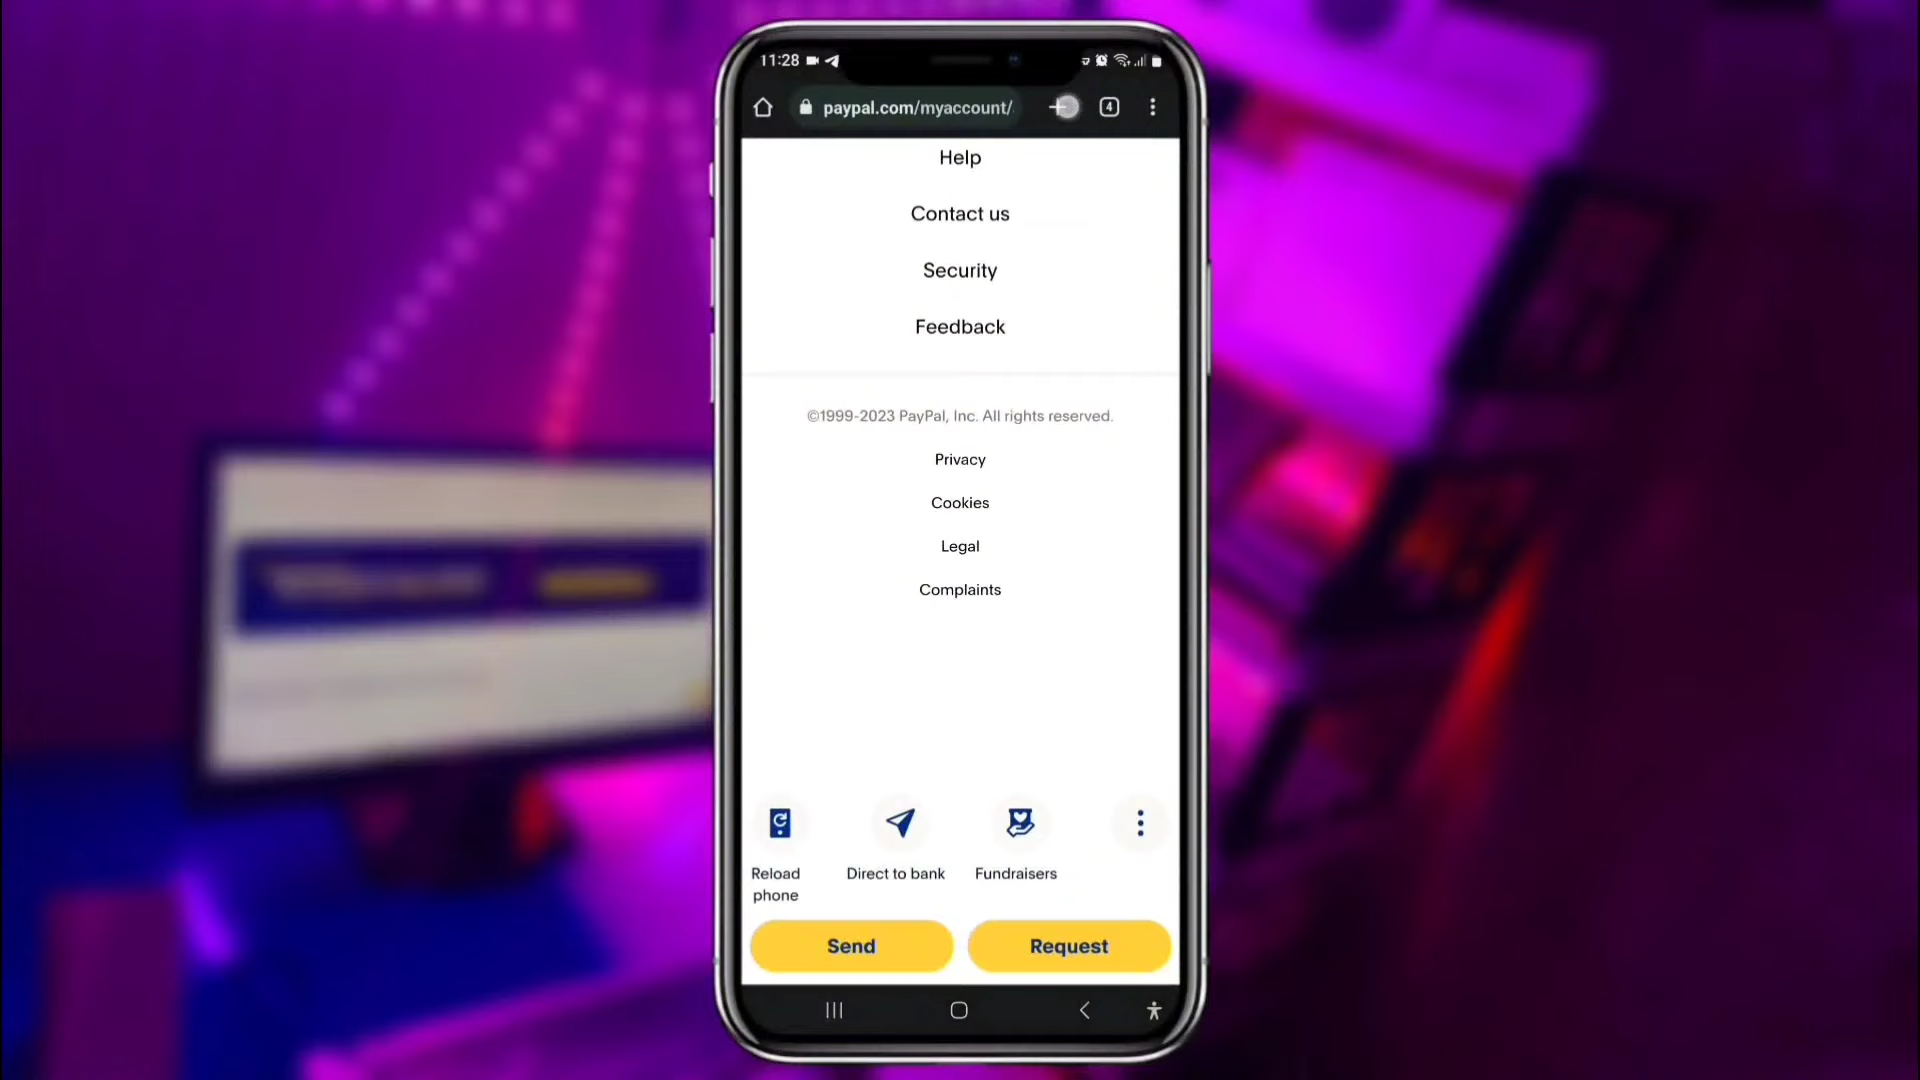 11:28
paypal.com/myaccount/
4
Help
Contact us
Security
Feedback
©1999-2023 PayPal, Inc. All rights reserved.
Privacy
Cookies
Legal
Complaints
Reload phone
Direct to bank
Fundraisers
Send
Request